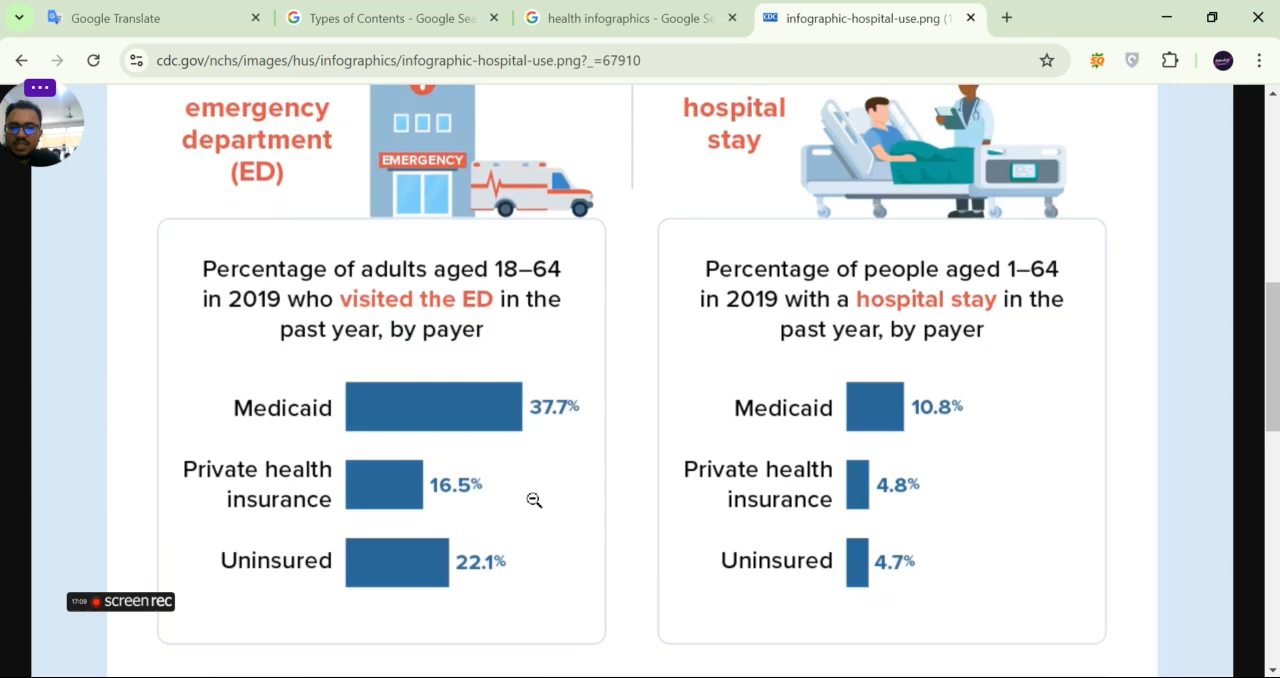 Google Translate
Types of Contents - Google Sea
health infographics - Google Se
CDC
infographic-hospital-use.png (1
cdc.gov/nchs/images/hus/infographics/infographic-hospital-use.png?_=67910
SQ
emergency
department
(ED)
EMERGENCY
hospital
stay
Percentage of adults aged 18–64
in 2019 who visited the ED in the
past year, by payer
Medicaid
37.7%
Private health
insurance
16.5%
Uninsured
22.1%
Percentage of people aged 1–64
in 2019 with a hospital stay in the
past year, by payer
Medicaid
10.8%
Private health
insurance
4.8%
Uninsured
4.7%
17:09 screenrec